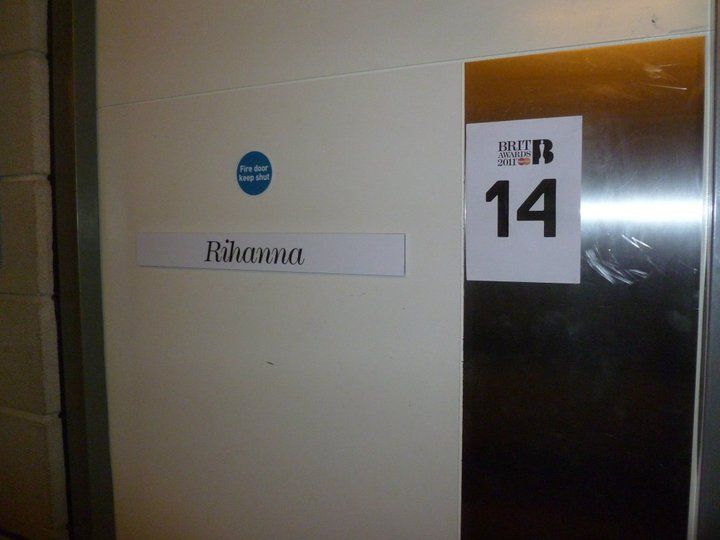 Fire door
keep shut
Rihanna
BRIT
AWARDS
2011
B
14